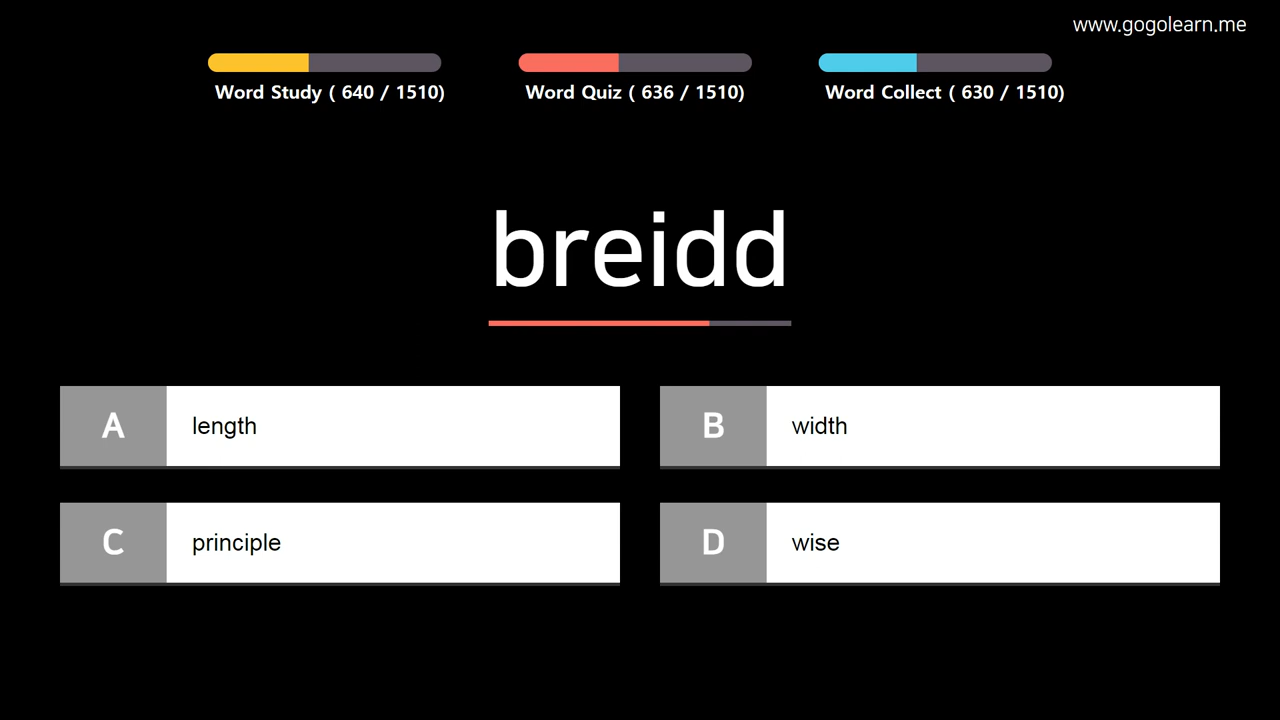 www.gogolearn.me
Word Study ( 640 / 1510)
Word Quiz ( 636 / 1510)
Word Collect ( 630 / 1510)
breidd
A length
B width
C principle
D wise